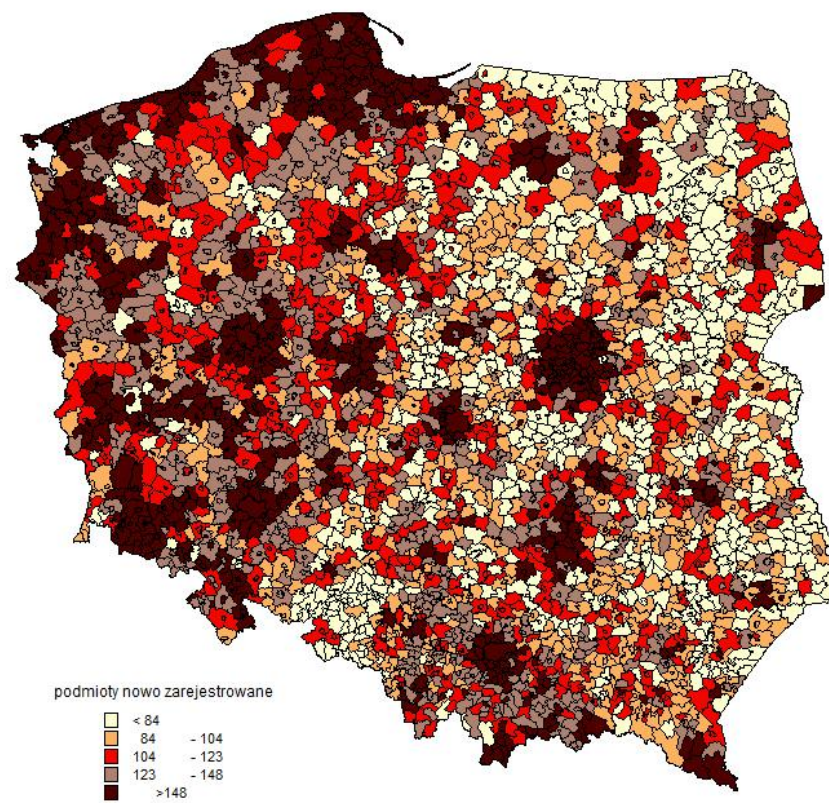 podmioty nowo zarejestrowane
< 84
84 - 104
104 - 123
123 - 148
>148